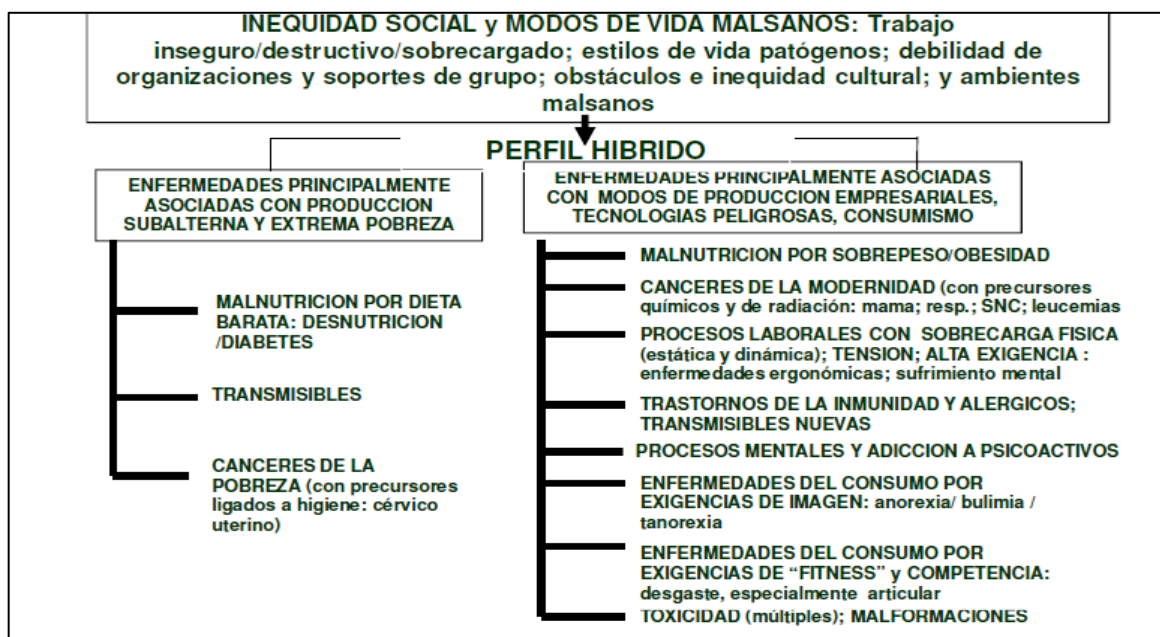 INEQUIDAD SOCIAL y MODOS DE VIDA MALSANOS: Trabajo
inseguro/destructivo/sobrecargado; estilos de vida patógenos; debilidad de
organizaciones y soportes de grupo; obstáculos e inequidad cultural; y ambientes
malsanos
PERFIL HIBRIDO
ENFERMEDADES PRINCIPALMENTE
ASOCIADAS CON PRODUCCION
SUBALTERNA Y EXTREMA POBREZA
MALNUTRICION POR DIETA
BARATA: DESNUTRICION
/DIABETES
TRANSMISIBLES
CANCERES DE LA
POBREZA (con precursores
ligados a higiene: cérvico
uterino)
ENFERMEDADES PRINCIPALMENTE ASOCIADAS
CON MODOS DE PRODUCCION EMPRESARIALES,
TECNOLOGIAS PELIGROSAS, CONSUMISMO
MALNUTRICION POR SOBREPESO/OBESIDAD
CANCERES DE LA MODERNIDAD (con precursores
químicos y de radiación: mama; resp.; SNC; leucemias
PROCESOS LABORALES CON SOBRECARGA FISICA
(estática y dinámica); TENSION; ALTA EXIGENCIA :
enfermedades ergonómicas; sufrimiento mental
TRASTORNOS DE LA INMUNIDAD Y ALERGICOS;
TRANSMISIBLES NUEVAS
PROCESOS MENTALES Y ADICCION A PSICOACTIVOS
ENFERMEDADES DEL CONSUMO POR
EXIGENCIAS DE IMAGEN: anorexia/ bulimia /
tanorexia
ENFERMEDADES DEL CONSUMO POR
EXIGENCIAS DE “FITNESS” y COMPETENCIA:
desgaste, especialmente articular
TOXICIDAD (múltiples); MALFORMACIONES